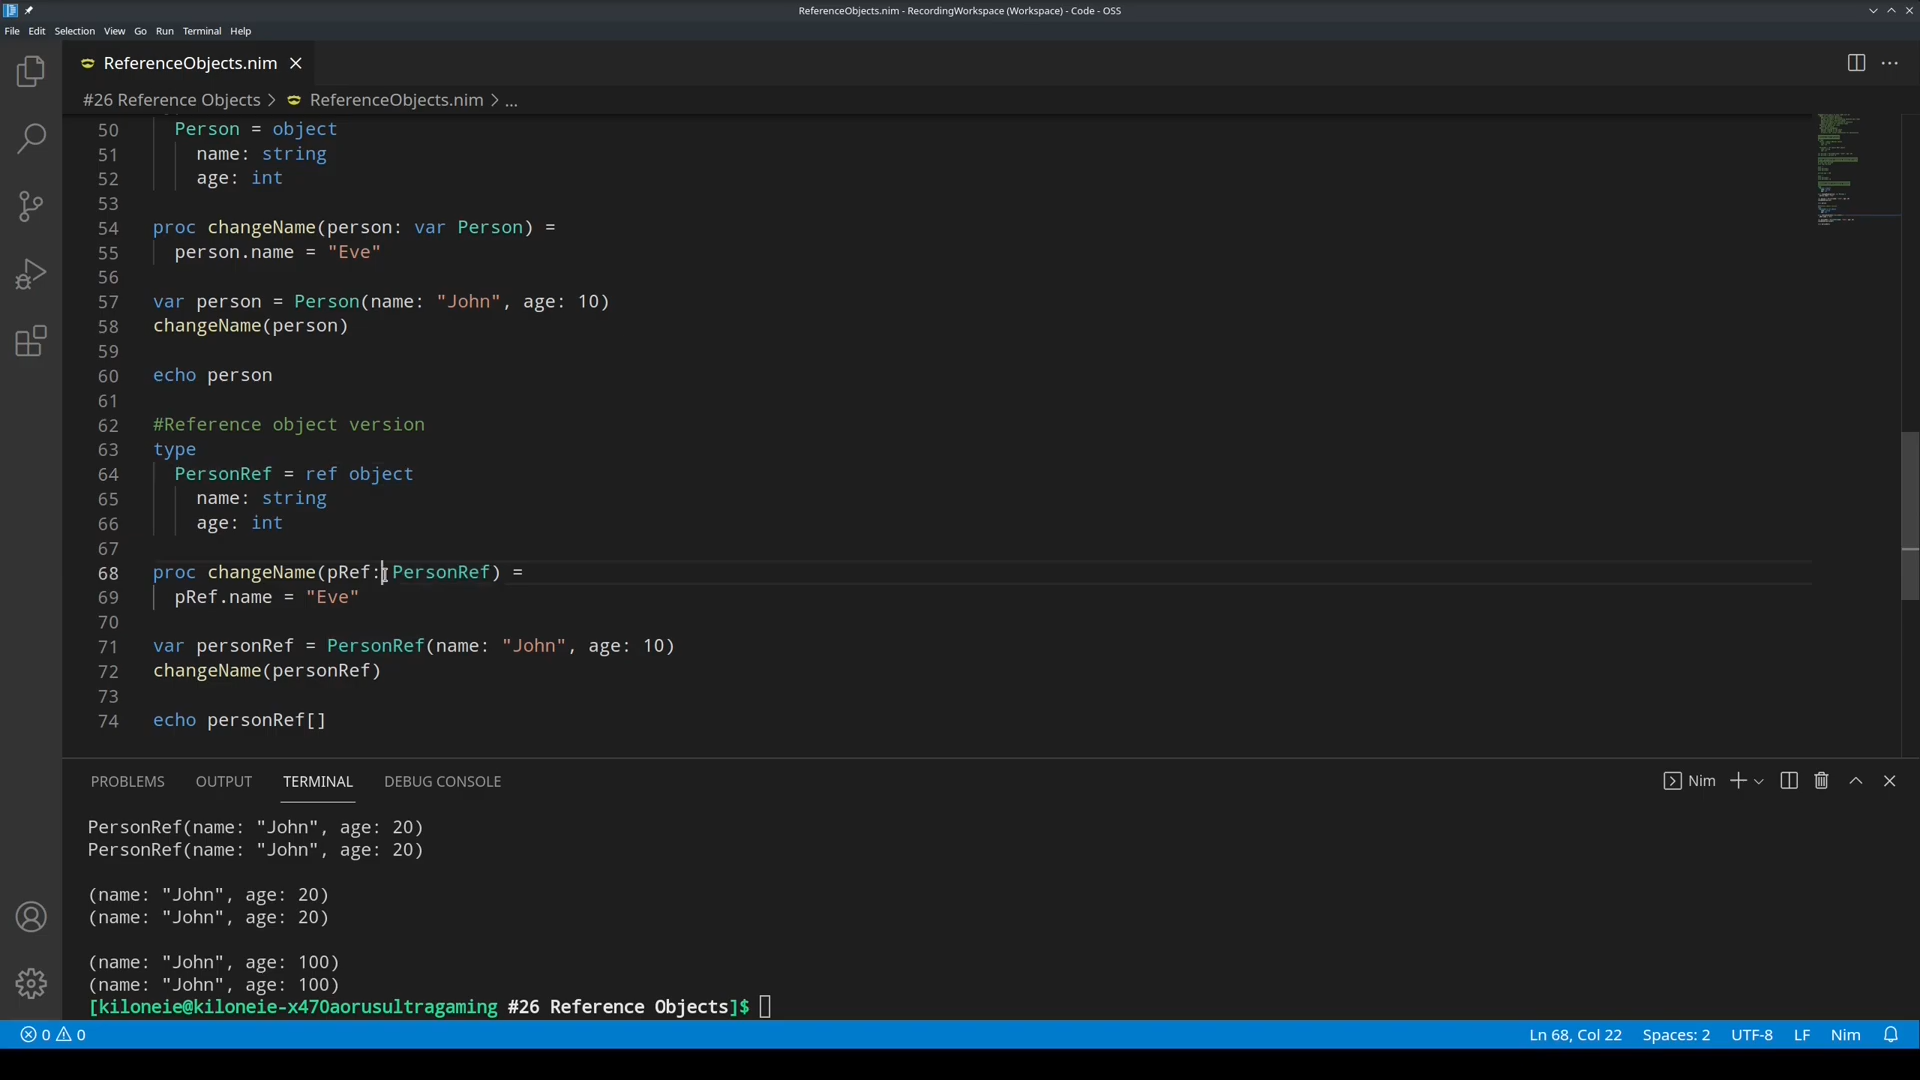 ReferenceObjects.nim - RecordingWorkspace (Workspace) - Code - OSS
File Edit Selection View Go Run Terminal Help
ReferenceObjects.nim
#26 Reference Objects > ReferenceObjects.nim > ...
50 Person = object
51 name: string
52 age: int
53
54 proc changeName(person: var Person) =
55 person.name = "Eve"
56
57 var person = Person(name: "John", age: 10)
58 changeName(person)
59
60 echo person
61
62 #Reference object version
63 type
64 PersonRef = ref object
65 name: string
66 age: int
67
68 proc changeName(pRef: PersonRef) =
69 pRef.name = "Eve"
70
71 var personRef = PersonRef(name: "John", age: 10)
72 changeName(personRef)
73
74 echo personRef[]
PROBLEMS OUTPUT TERMINAL DEBUG CONSOLE Nim
PersonRef(name: "John", age: 20)
PersonRef(name: "John", age: 20)
(name: "John", age: 20)
(name: "John", age: 20)
(name: "John", age: 100)
(name: "John", age: 100)
[kiloneie@kiloneie-x470aorusultragaming #26 Reference Objects]$
0 0 Ln 68, Col 22 Spaces: 2 UTF-8 LF Nim